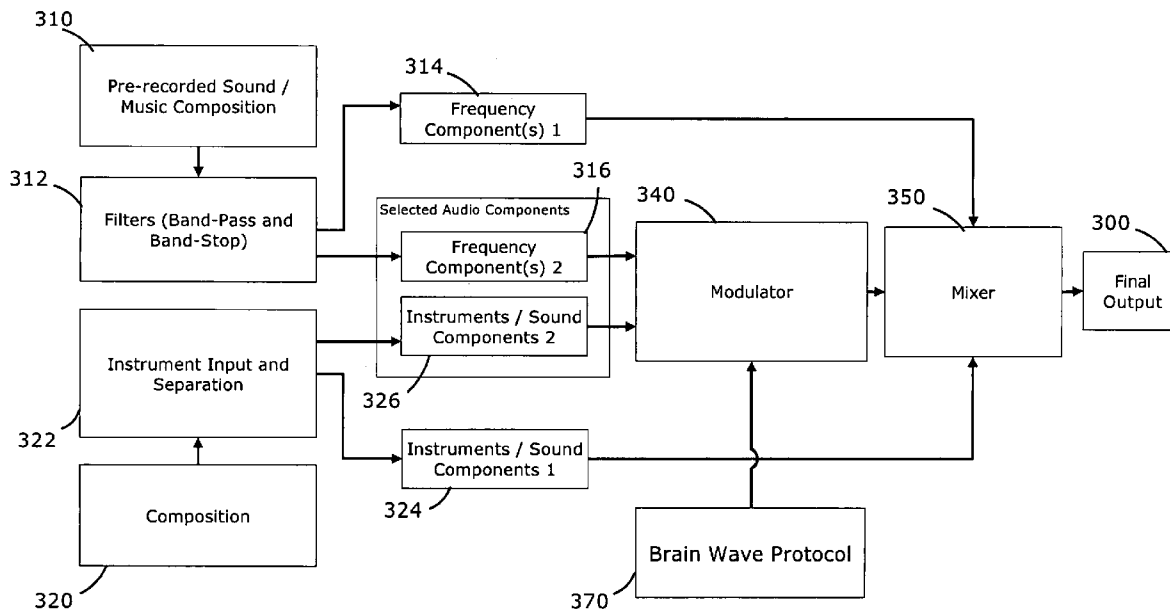 310
Pre-recorded Sound /
Music Composition
314
Frequency
Component(s) 1
312
Filters (Band-Pass and
Band-Stop)
316
Selected Audio Components
Frequency
Component(s) 2
340
Modulator
350
Mixer
300
Final
Output
Instruments / Sound
Components 2
326
Instrument Input and
Separation
322
Instruments / Sound
Components 1
324
Composition
320
Brain Wave Protocol
370